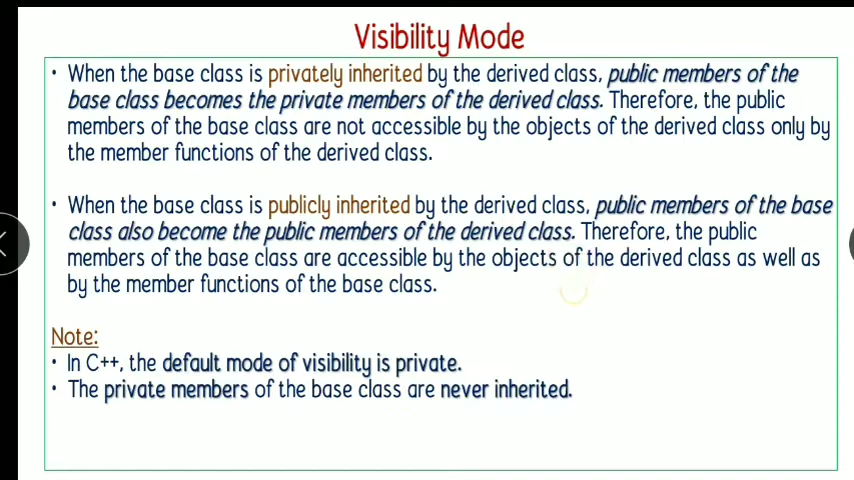 Visibility Mode
• When the base class is privately inherited by the derived class, public members of the
base class becomes the private members of the derived class. Therefore, the public
members of the base class are not accessible by the objects of the derived class only by
the member functions of the derived class.
• When the base class is publicly inherited by the derived class, public members of the base
class also become the public members of the derived class. Therefore, the public
members of the base class are accessible by the objects of the derived class as well as
by the member functions of the base class.
Note:
• In C++, the default mode of visibility is private.
• The private members of the base class are never inherited.